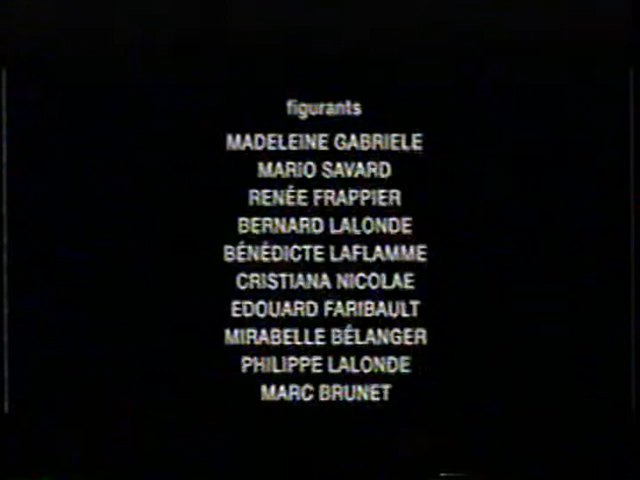 figurants
MADELEINE GABRIELE
MARIO SAVARD
RENÉE FRAPPIER
BERNARD LALONDE
BÉNÉDICTE LAFLAMME
CRISTIANA NICOLAE
EDOUARD FARIBAULT
MIRABELLE BÉLANGER
PHILIPPE LALONDE
MARC BRUNET